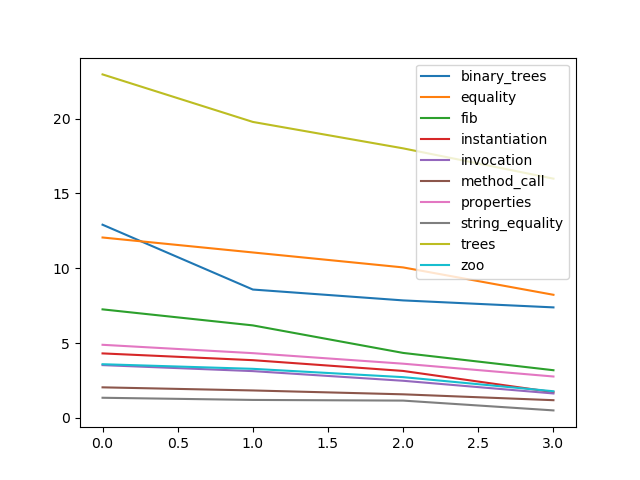 binary_trees
equality
fib
instantiation
invocation
method_call
properties
string_equality
trees
zoo
20
15
10
5
0
0.0 0.5 1.0 1.5 2.0 2.5 3.0